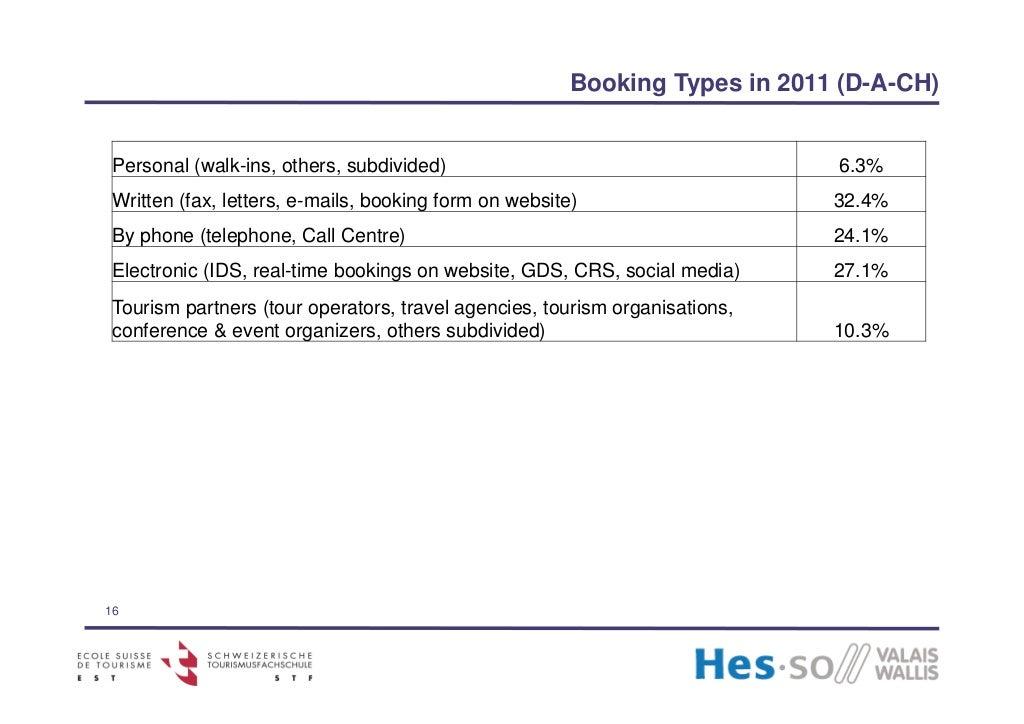 Booking Types in 2011 (D-A-CH)
Personal (walk-ins, others, subdivided) 6.3%
Written (fax, letters, e-mails, booking form on website) 32.4%
By phone (telephone, Call Centre) 24.1%
Electronic (IDS, real-time bookings on website, GDS, CRS, social media) 27.1%
Tourism partners (tour operators, travel agencies, tourism organisations,
conference & event organizers, others subdivided) 10.3%
16
ECOLE SUISSE
DE TOURISME
E S T
SCHWEIZERISCHE
TOURISMUSFACHSCHULE
S T F
Hes·so
VALAIS
WALLIS